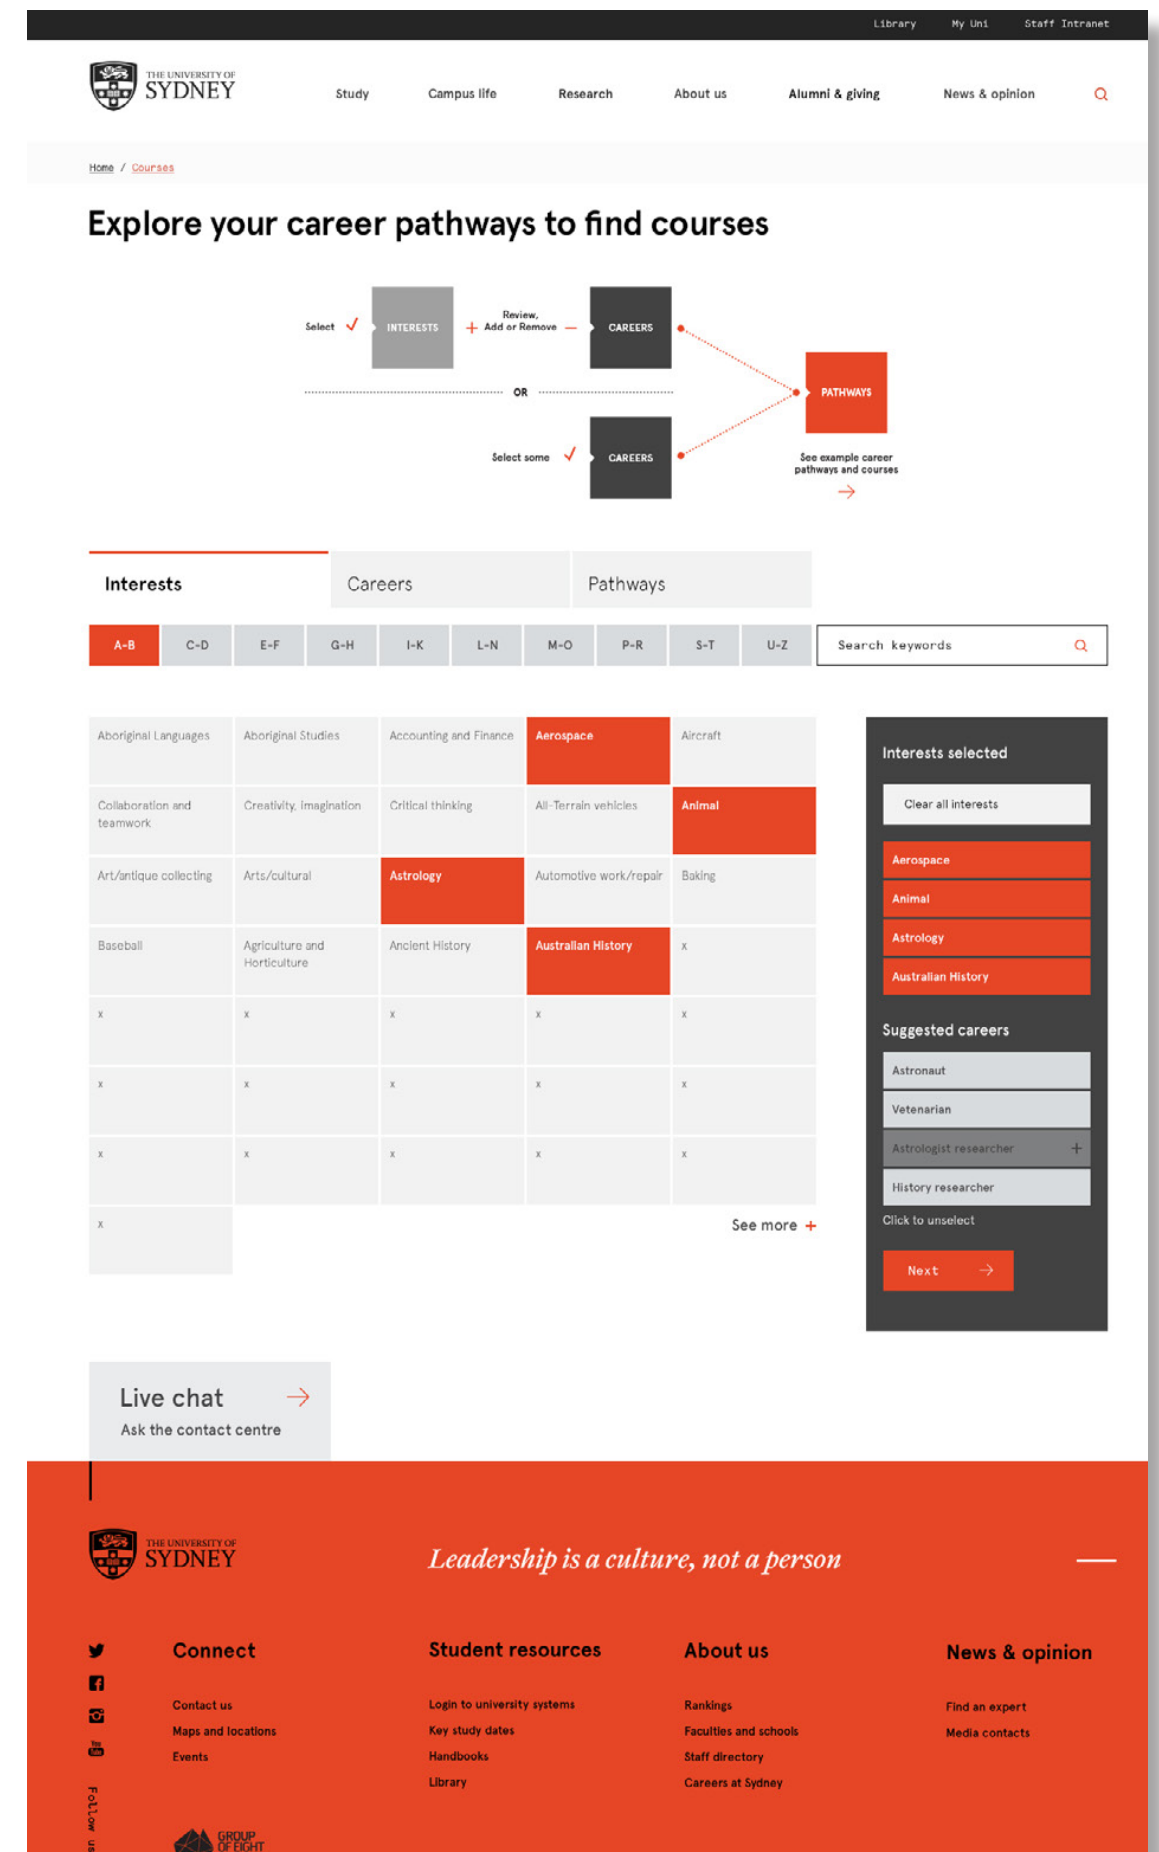 Library My Uni Staff Intranet
THE UNIVERSITY OF
SYDNEY
Study Campus life Research About us Alumni & giving News & opinion
Home / Courses
Explore your career pathways to find courses
Select INTERESTS
Review,
Add or Remove
CAREERS
OR
Select some CAREERS
PATHWAYS
See example career
pathways and courses
Interests Careers Pathways
A-B C-D E-F G-H I-K L-N M-O P-R S-T U-Z Search keywords
Aboriginal Languages Aboriginal Studies Accounting and Finance Aerospace Aircraft
Collaboration and
teamwork
Creativity, imagination Critical thinking All-Terrain vehicles Animal
Art/antique collecting Arts/cultural Astrology Automotive work/repair Baking
Baseball
Agriculture and
Horticulture
Ancient History Australian History x
x x x x x
x x x x x
x x x x x
x
See more +
Interests selected
Clear all interests
Aerospace
Animal
Astrology
Australian History
Suggested careers
Astronaut
Vetenarian
Astrologist researcher +
History researcher
Click to unselect
Next
Live chat
Ask the contact centre
THE UNIVERSITY OF
SYDNEY
Leadership is a culture, not a person
You
Tube
Follow us
Connect
Contact us
Maps and locations
Events
Student resources
Login to university systems
Key study dates
Handbooks
Library
About us
Rankings
Faculties and schools
Staff directory
Careers at Sydney
News & opinion
Find an expert
Media contacts
GROUP
OF EIGHT